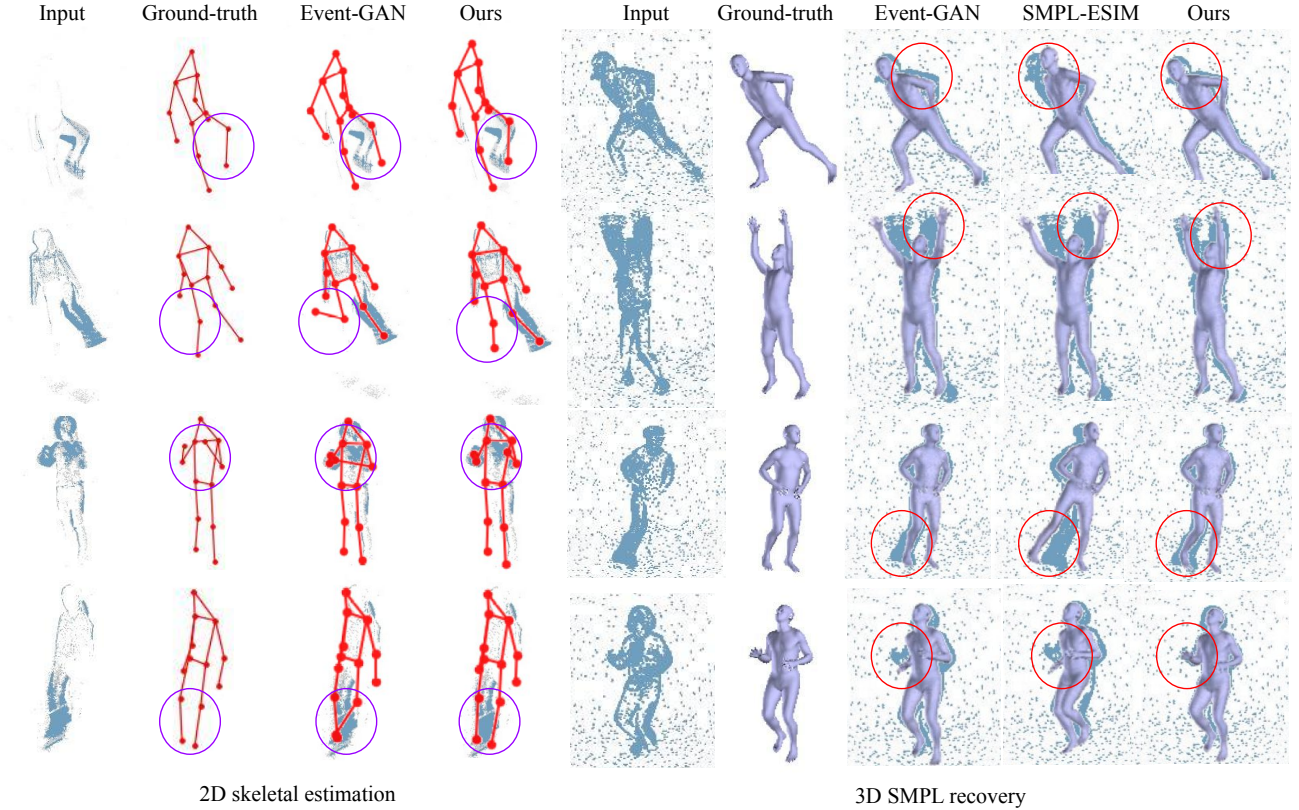 Input Ground-truth Event-GAN Ours Input Ground-truth Event-GAN SMPL-ESIM Ours
2D skeletal estimation 3D SMPL recovery